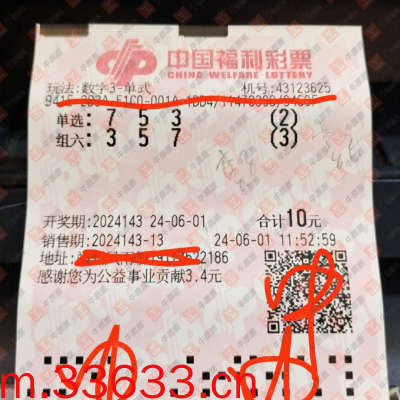 中国福利彩票
CHINA WELFARE LOTTERY
玩法:数字3-单式 机号:43123625
单选: 7 5 3 (2)
组六: 3 5 7 (3)
开奖期:2024143 24-06-01 合计10元
销售期:2024143-13 24-06-01 11:52:59
地址: 2186
感谢您为公益事业贡献3.4元
m.33633.cn